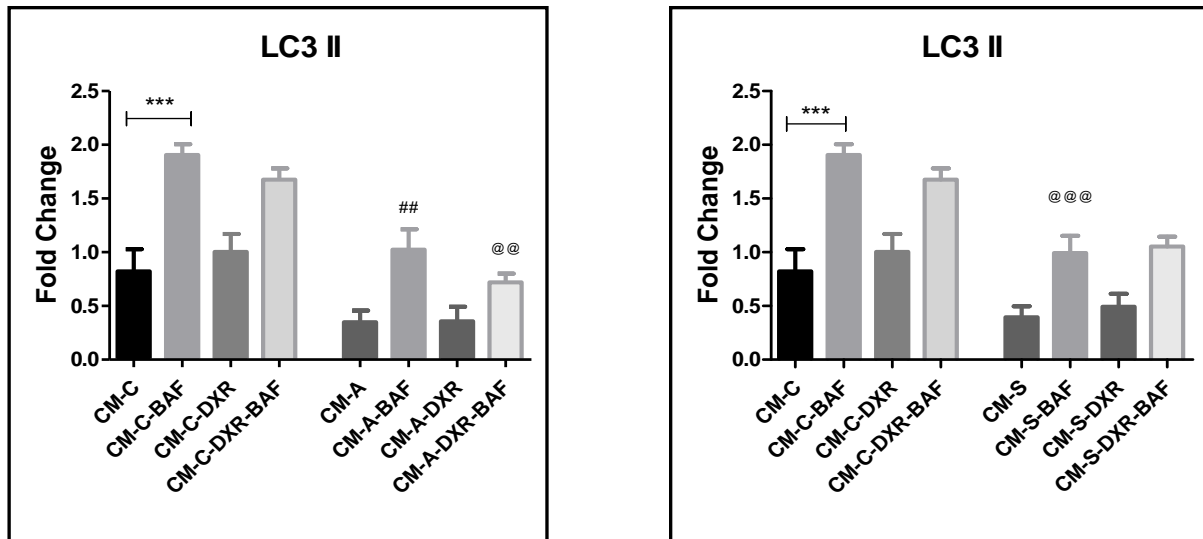 LC3 II
2.5
2.0
1.5
1.0
0.5
0.0
Fold Change
***
##
@@
CM-C
CM-C-BAF
CM-C-DXR
CM-C-DXR-BAF
CM-A
CM-A-BAF
CM-A-DXR
CM-A-DXR-BAF
LC3 II
2.5
2.0
1.5
1.0
0.5
0.0
Fold Change
***
@@@
CM-C
CM-C-BAF
CM-C-DXR
CM-C-DXR-BAF
CM-S
CM-S-BAF
CM-S-DXR
CM-S-DXR-BAF